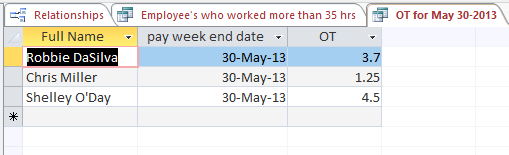 Relationships Employee's who worked more than 35 hrs OT for May 30-2013
Full Name pay week end date OT
Robbie DaSilva 30-May-13 3.7
Chris Miller 30-May-13 1.25
Shelley O'Day 30-May-13 4.5